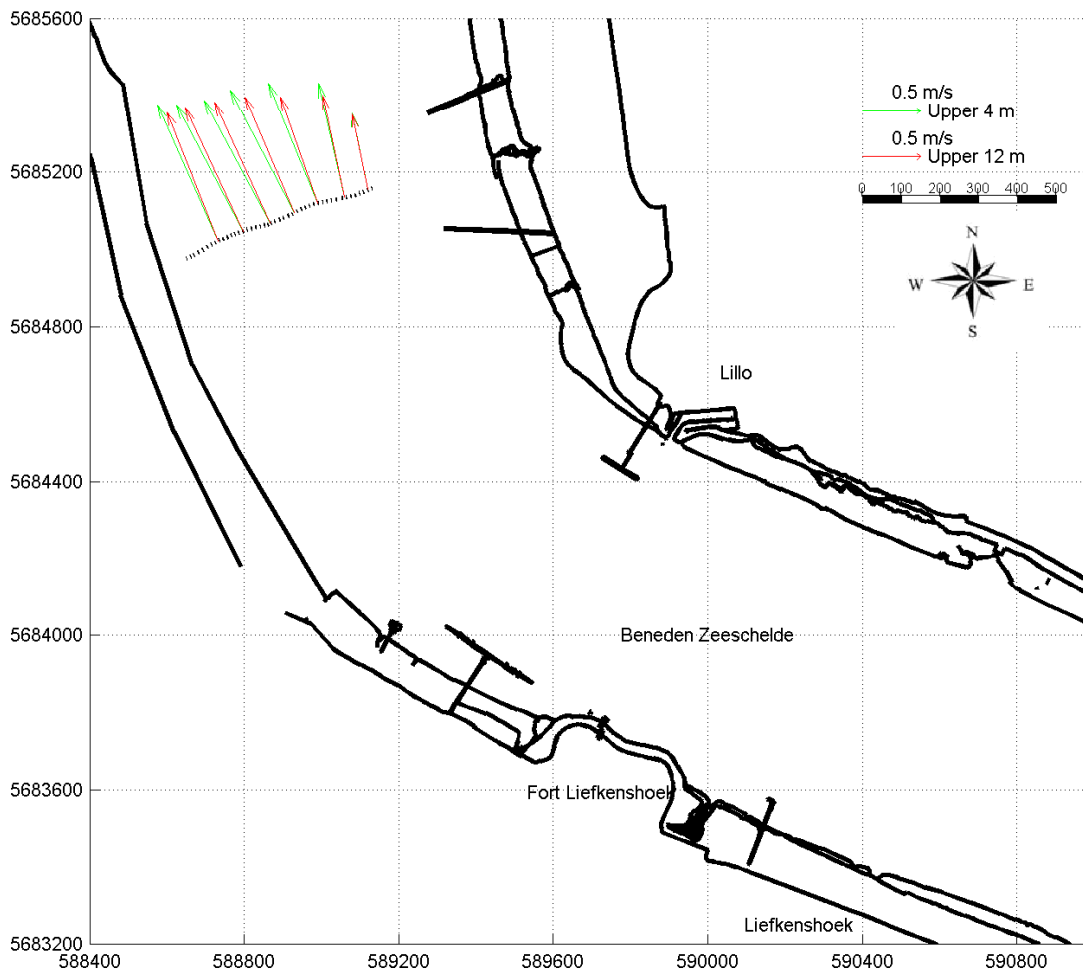 5685600
5685200
5684800
5684400
5684000
5683600
5683200
588400 588800 589200 589600 590000 590400 590800
0.5 m/s
Upper 4 m
0.5 m/s
Upper 12 m
0 100 200 300 400 500
N
W E
S
Lillo
Beneden Zeeschelde
Fort Liefkenshoek
Liefkenshoek